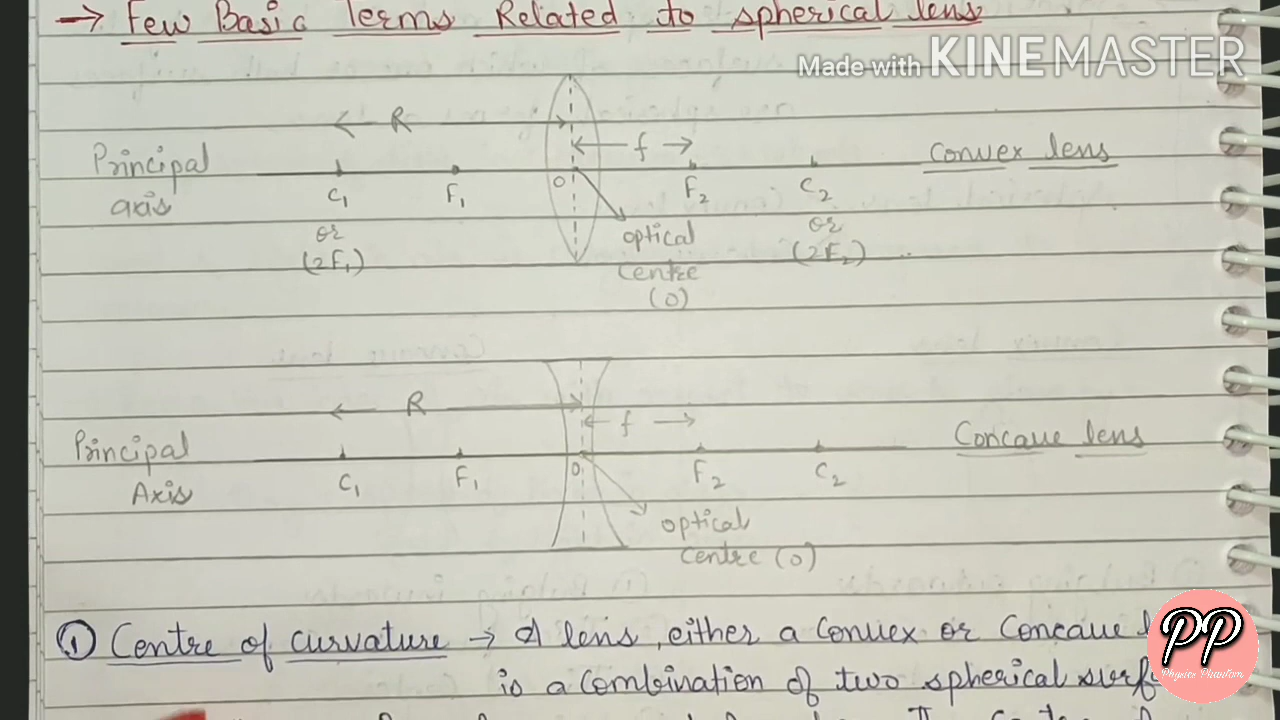 → Few Basic Terms Related to spherical lens
Made with KINEMASTER
R
f
Principal
axis
C₁
F₁
O
F₂
C₂
Convex lens
or
(2F₁)
or
(2F₂)
optical
centre
(O)
R
f
Principal
Axis
C₁
F₁
O
F₂
C₂
Concave lens
optical
centre (O)
① Centre of curvature → A lens, either a convex or concave
is a combination of two spherical
PP
Physics Phantom